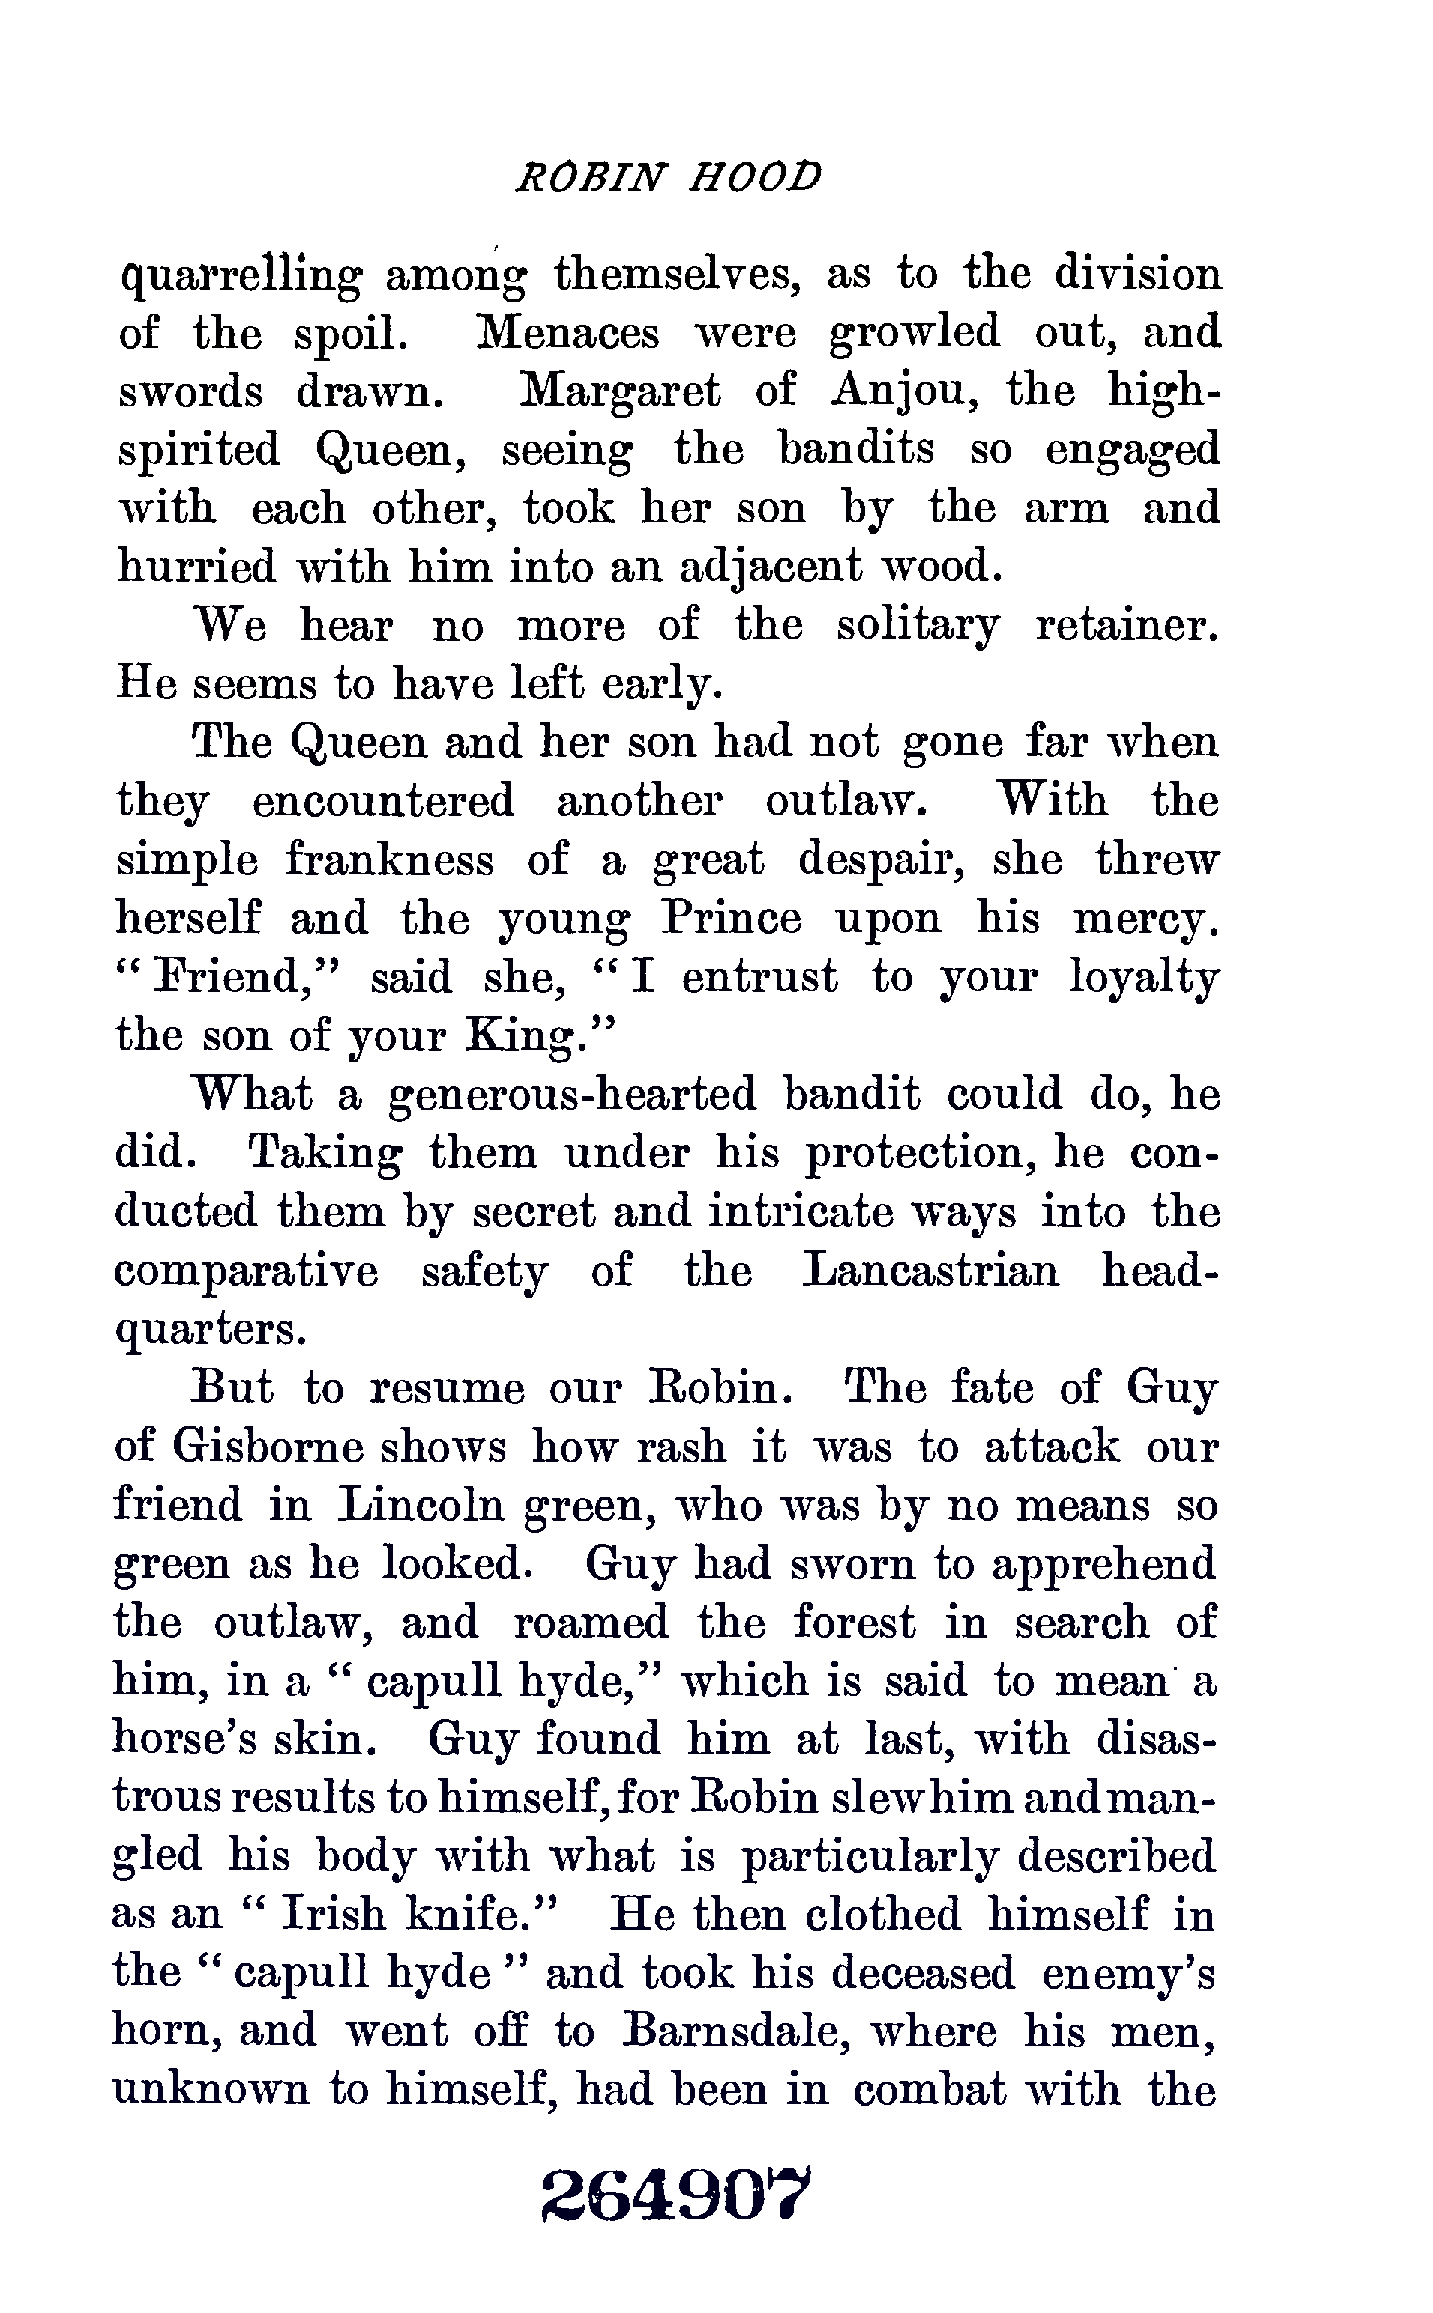 ROBIN HOOD
quarrelling among themselves, as to the division
of the spoil. Menaces were growled out, and
swords drawn. Margaret of Anjou, the high-
spirited Queen, seeing the bandits so engaged
with each other, took her son by the arm and
hurried with him into an adjacent wood.
We hear no more of the solitary retainer.
He seems to have left early.
The Queen and her son had not gone far when
they encountered another outlaw. With the
simple frankness of a great despair, she threw
herself and the young Prince upon his mercy.
“Friend,” said she, “I entrust to your loyalty
the son of your King.”
What a generous-hearted bandit could do, he
did. Taking them under his protection, he con-
ducted them by secret and intricate ways into the
comparative safety of the Lancastrian head-
quarters.
But to resume our Robin. The fate of Guy
of Gisborne shows how rash it was to attack our
friend in Lincoln green, who was by no means so
green as he looked. Guy had sworn to apprehend
the outlaw, and roamed the forest in search of
him, in a “ capull hyde,” which is said to mean a
horse’s skin. Guy found him at last, with disas-
trous results to himself, for Robin slew him and man-
gled his body with what is particularly described
as an “ Irish knife.” He then clothed himself in
the “ capull hyde ” and took his deceased enemy’s
horn, and went off to Barnsdale, where his men,
unknown to himself, had been in combat with the
264907